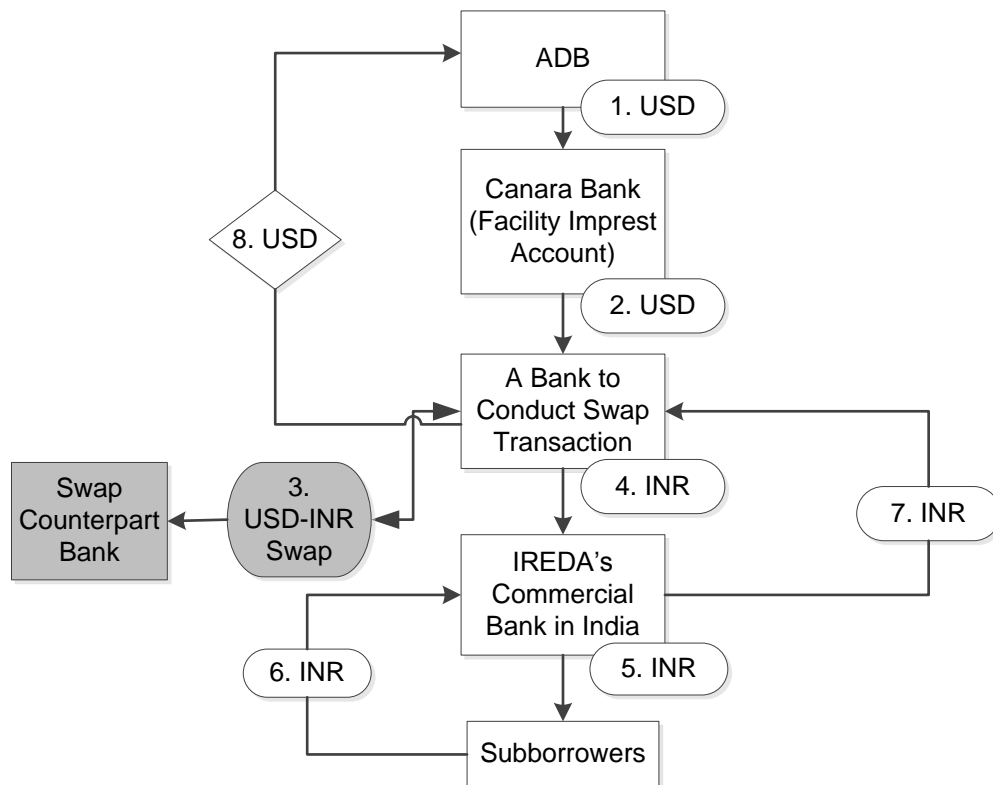 ADB
1. USD
Canara Bank
(Facility Imprest
Account)
8. USD
2. USD
A Bank to
Conduct Swap
Transaction
Swap
Counterpart
Bank
3.
USD-INR
Swap
4. INR
7. INR
IREDA's
Commercial
Bank in India
6. INR
5. INR
Subborrowers